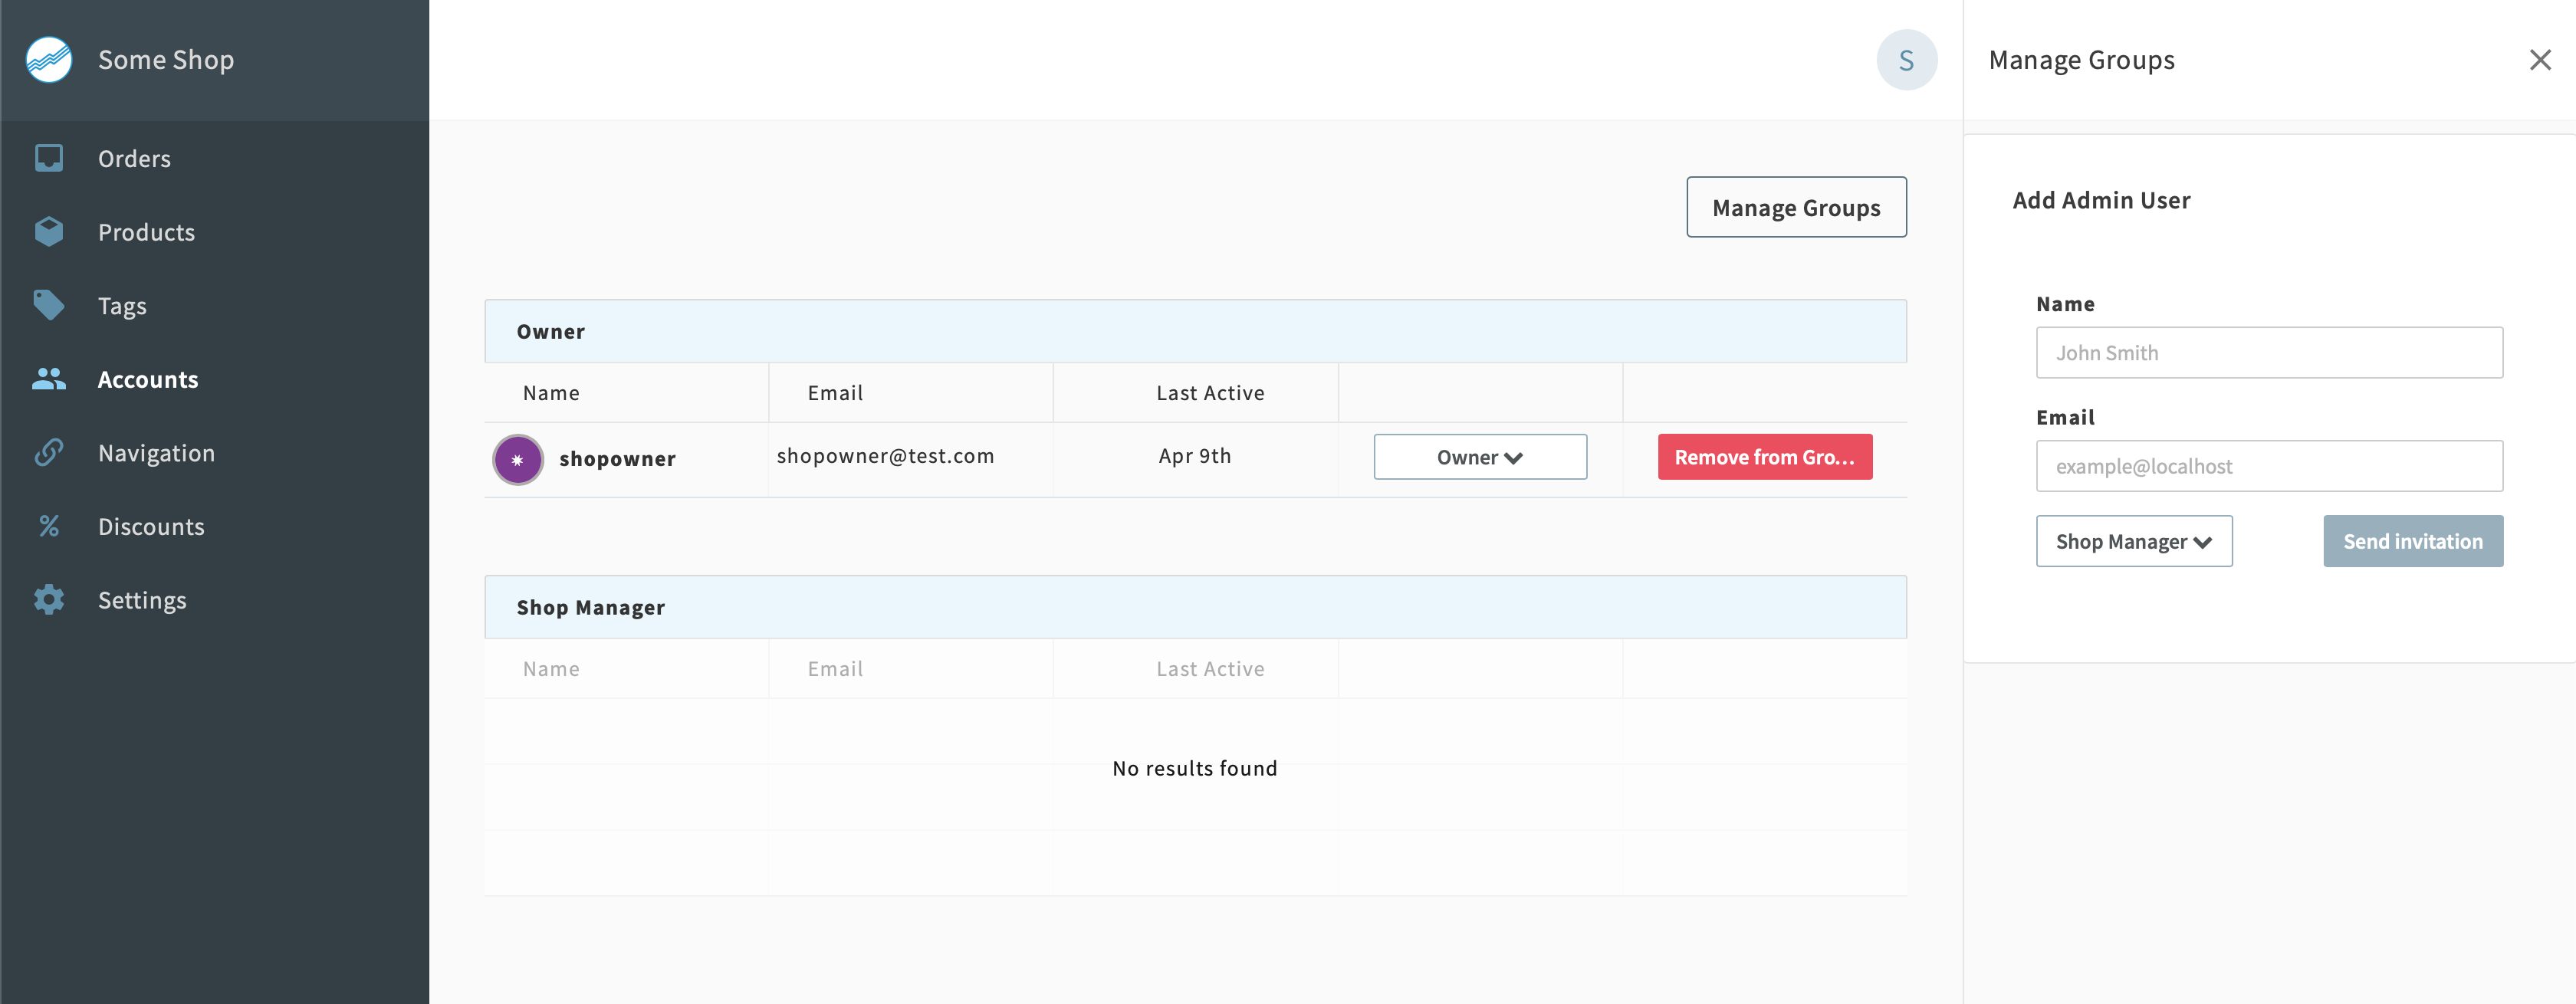 Some Shop
Orders
Products
Tags
Accounts
Navigation
Discounts
Settings
S
Manage Groups
Owner
Name Email Last Active
shopowner shopowner@test.com Apr 9th Owner Remove from Gro...
Shop Manager
Name Email Last Active
No results found
Manage Groups
Add Admin User
Name
John Smith
Email
example@localhost
Shop Manager Send invitation